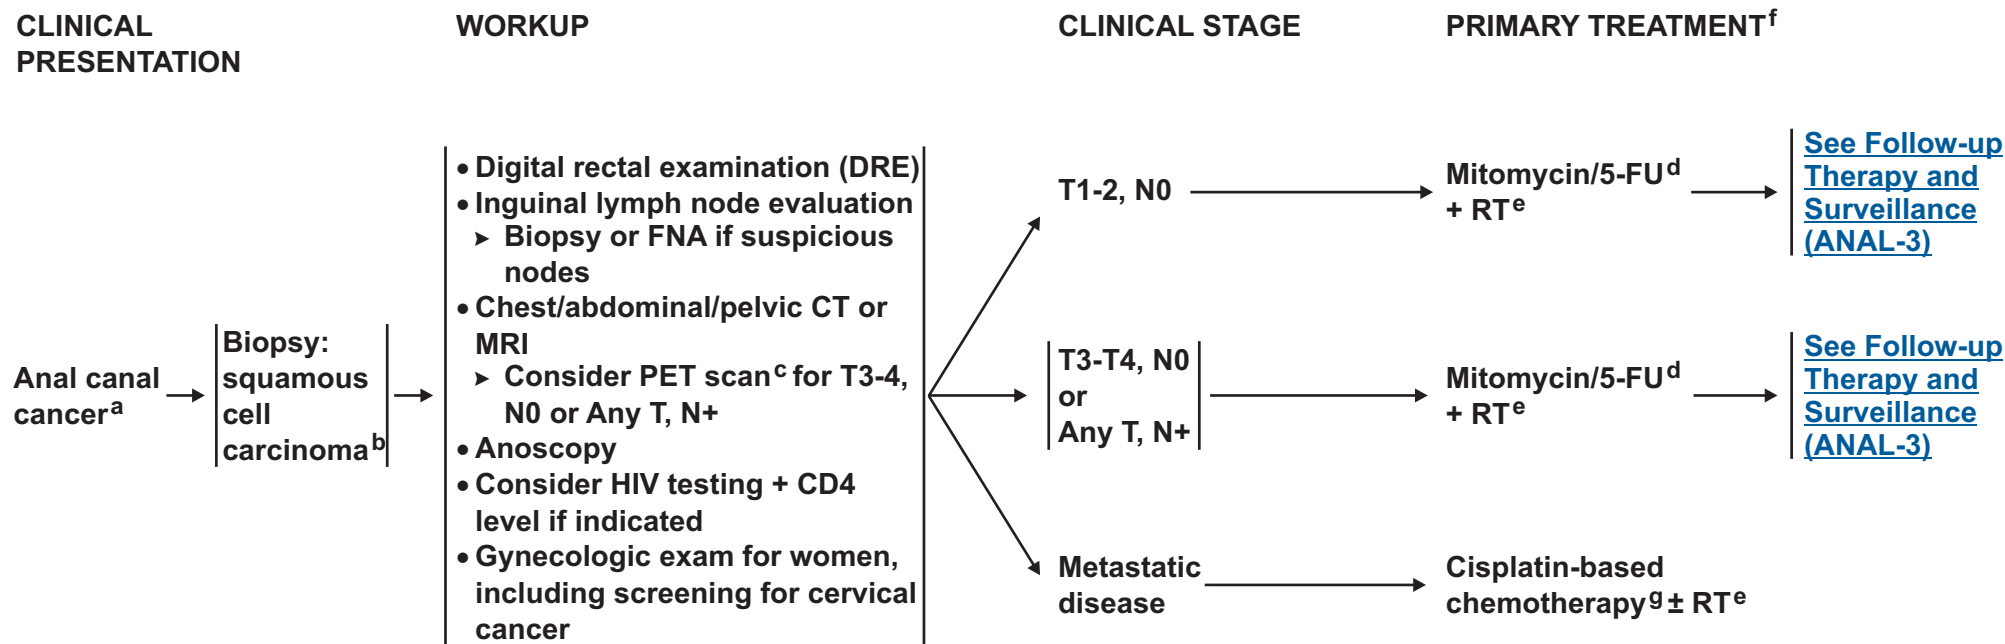 CLINICAL
PRESENTATION
WORKUP
CLINICAL STAGE
PRIMARY TREATMENTf
Anal canal
cancera
Biopsy:
squamous
cell
carcinomab
• Digital rectal examination (DRE)
• Inguinal lymph node evaluation
➤ Biopsy or FNA if suspicious
nodes
• Chest/abdominal/pelvic CT or
MRI
➤ Consider PET scanc for T3-4,
N0 or Any T, N+
• Anoscopy
• Consider HIV testing + CD4
level if indicated
• Gynecologic exam for women,
including screening for cervical
cancer
T1-2, N0
Mitomycin/5-FUd
+ RTe
See Follow-up
Therapy and
Surveillance
(ANAL-3)
T3-T4, N0
or
Any T, N+
Mitomycin/5-FUd
+ RTe
See Follow-up
Therapy and
Surveillance
(ANAL-3)
Metastatic
disease
Cisplatin-based
chemotherapyg ± RTe